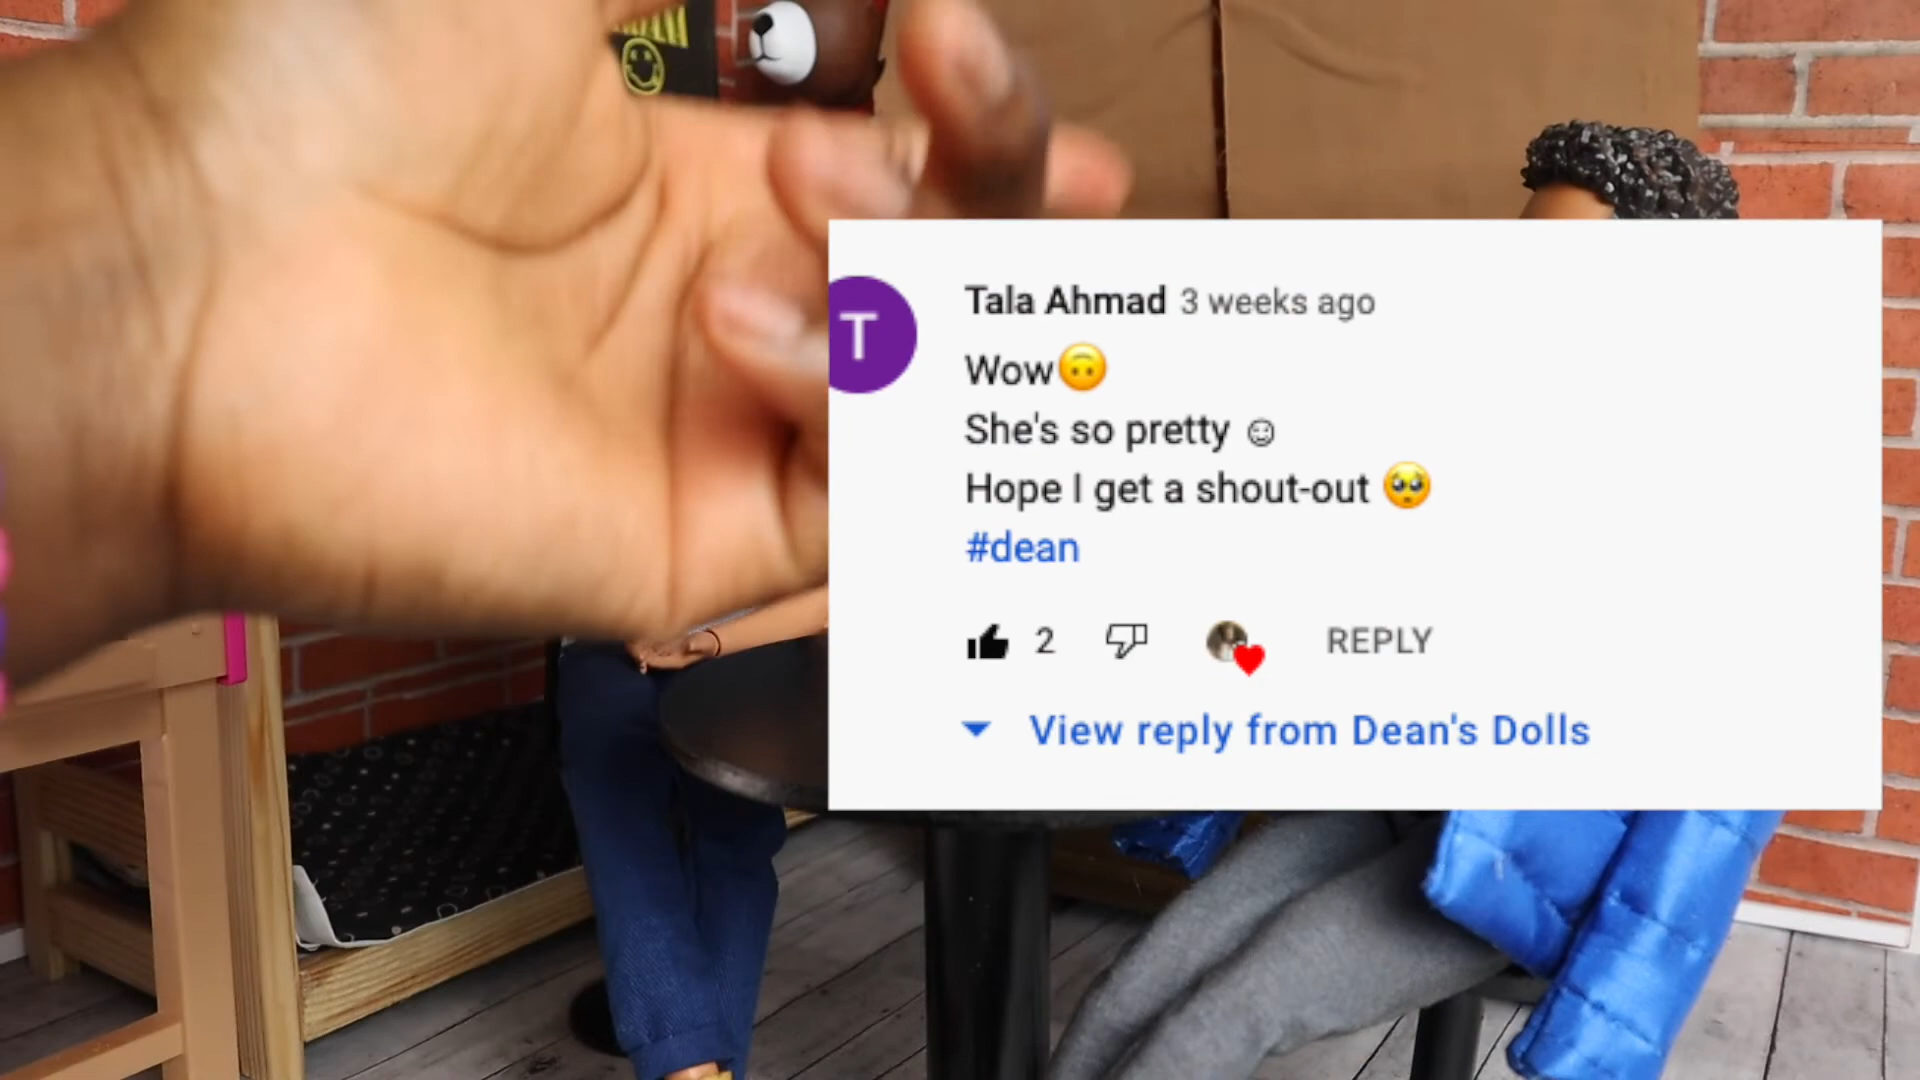 T
Tala Ahmad 3 weeks ago
Wow🙃
She's so pretty ☺
Hope I get a shout-out 🥺
#dean
2 REPLY
View reply from Dean's Dolls